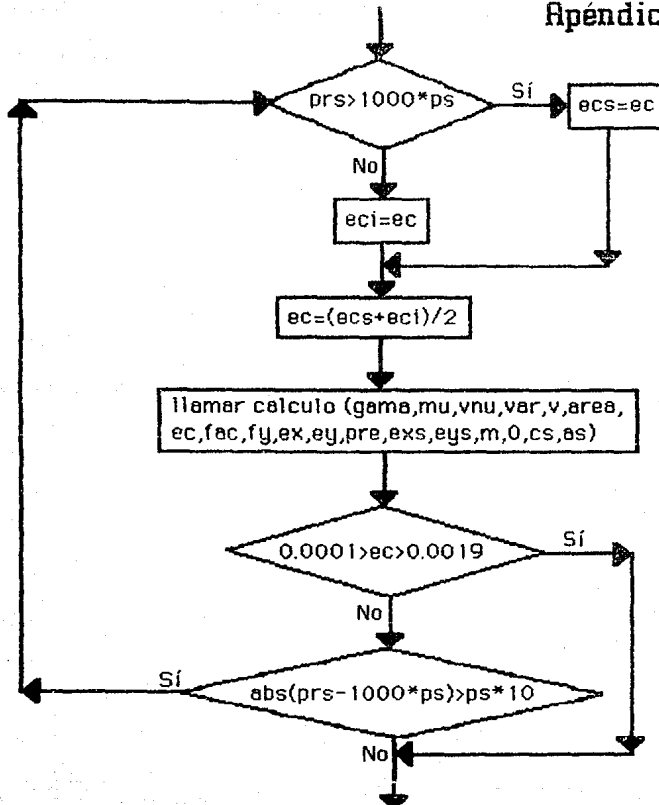 Apéndic
prs>1000*ps
Sí
ecs=ec
No
eci=ec
ec=(ecs+eci)/2
llamar calculo (gama,mu,vnu,var,v,area,
ec,fac,fy,ex,ey,pre,exs,eys,m,0,cs,as)
0.0001>ec>0.0019
Sí
No
Sí
abs(prs-1000*ps)>ps*10
No